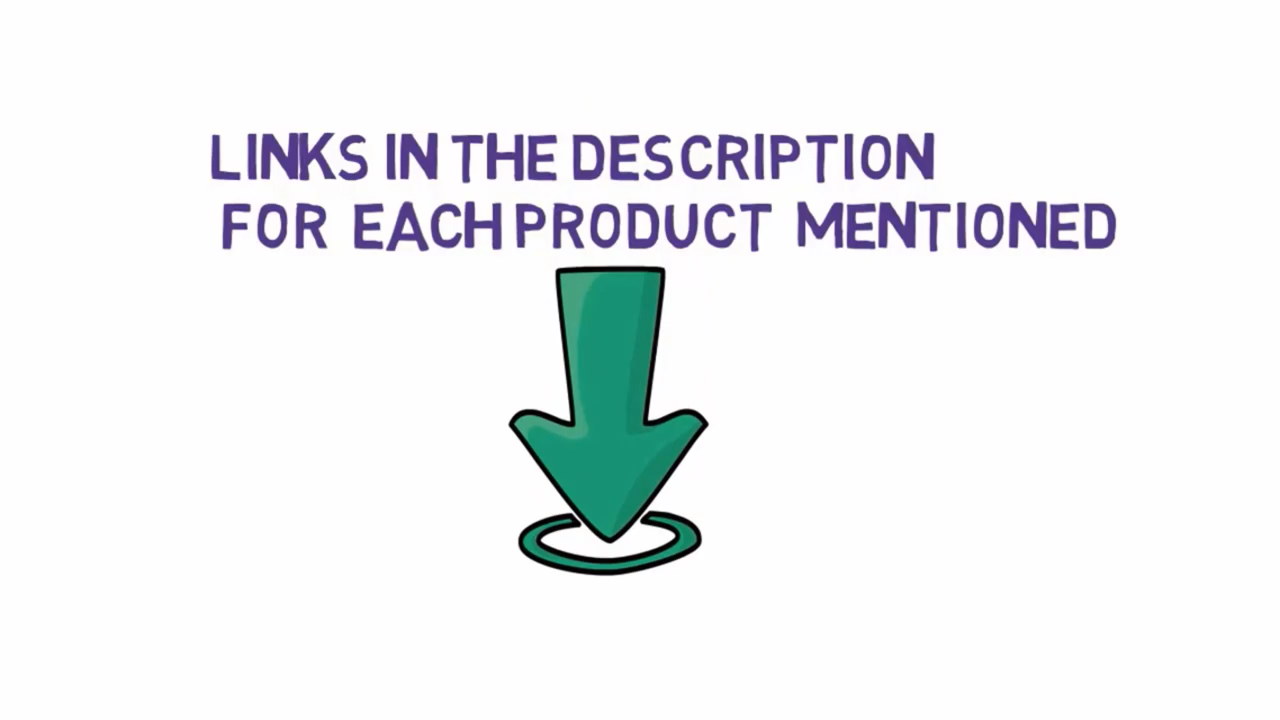 LINKS IN THE DESCRIPTION
FOR EACH PRODUCT MENTIONED